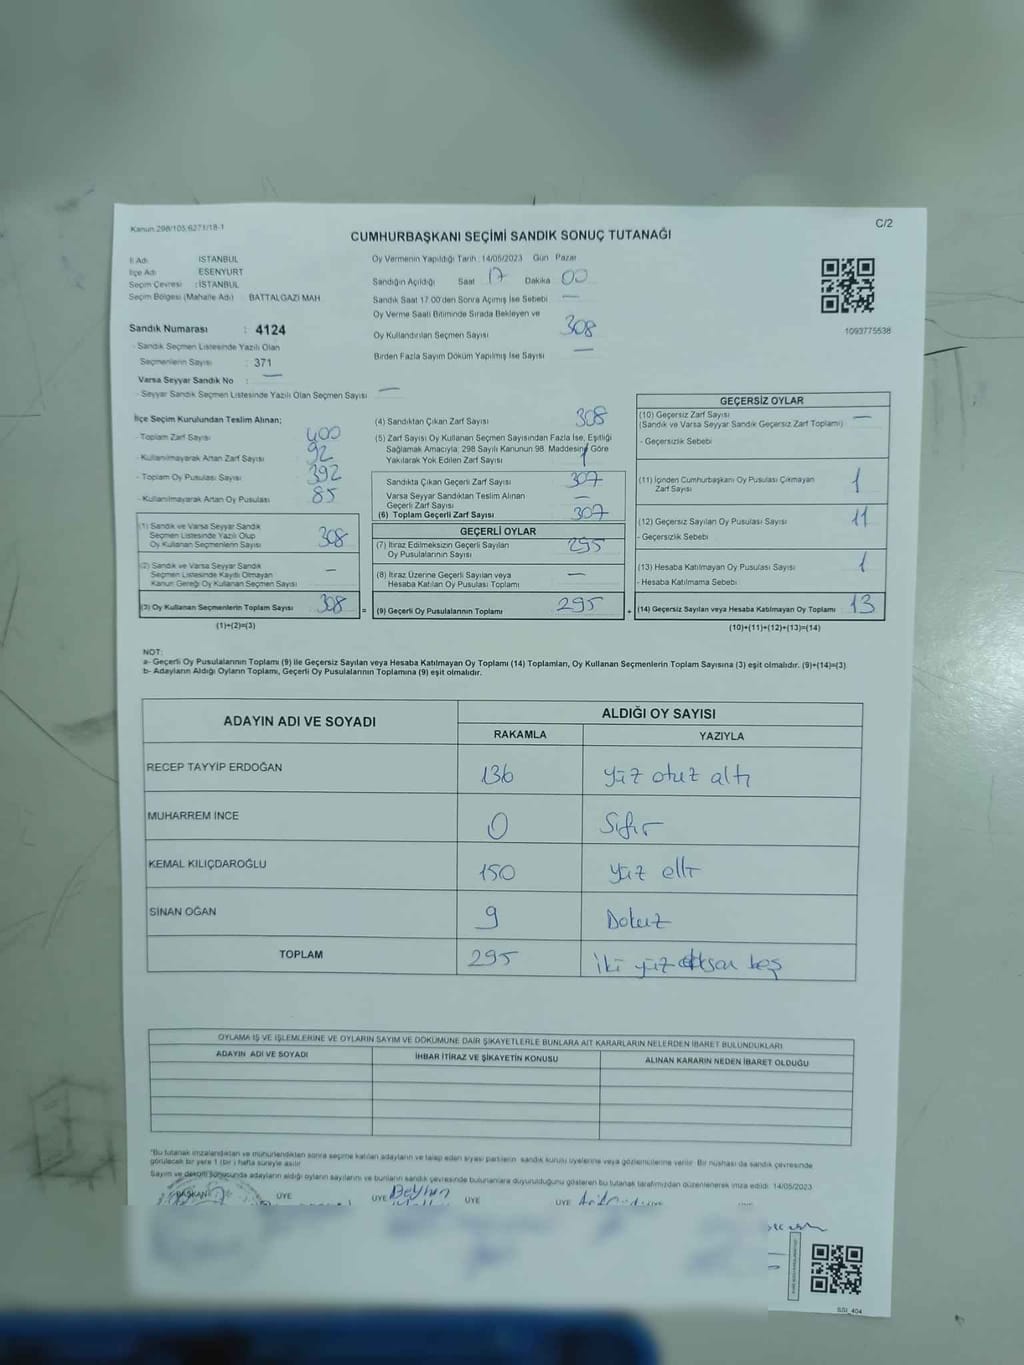 Kanun:298/105,6271/18-1
C/2
CUMHURBAŞKANI SEÇİMİ SANDIK SONUÇ TUTANAĞI
İl Adı : İSTANBUL
İlçe Adı : ESENYURT
Seçim Çevresi : İSTANBUL
Seçim Bölgesi (Mahalle Adı) BATTALGAZİ MAH
Sandık Numarası : 4124
- Sandık Seçmen Listesinde Yazılı Olan
Seçmenlerin Sayısı : 371
Varsa Seyyar Sandık No : —
- Seyyar Sandık Seçmen Listesinde Yazılı Olan Seçmen Sayısı —
Oy Vermenin Yapıldığı Tarih : 14/05/2023 Gün Pazar
Sandığın Açıldığı Saat 17 Dakika 00
Sandık Saat 17:00'den Sonra Açılmış İse Sebebi —
Oy Verme Saati Bitiminde Sırada Bekleyen ve
Oy Kullandırılan Seçmen Sayısı 308
Birden Fazla Sayım Döküm Yapılmış İse Sayısı —
1093775538
İlçe Seçim Kurulundan Teslim Alınan;
- Toplam Zarf Sayısı 400
- Kullanılmayarak Artan Zarf Sayısı 92
- Toplam Oy Pusulası Sayısı 392
- Kullanılmayarak Artan Oy Pusulası 85
(1) Sandık ve Varsa Seyyar Sandık
Seçmen Listesinde Yazılı Olup
Oy Kullanan Seçmenlerin Sayısı 308
(2) Sandık ve Varsa Seyyar Sandık
Seçmen Listesinde Kayıtlı Olmayan
Kanun Gereği Oy Kullanan Seçmen Sayısı —
(3) Oy Kullanan Seçmenlerin Toplam Sayısı 308 =
(1)+(2)=(3)
(4) Sandıktan Çıkan Zarf Sayısı 308
(5) Zarf Sayısı Oy Kullanan Seçmen Sayısından Fazla İse, Eşitliği
Sağlamak Amacıyla; 298 Sayılı Kanunun 98. Maddesine Göre
Yakılarak Yok Edilen Zarf Sayısı 1
Sandıkta Çıkan Geçerli Zarf Sayısı 307
Varsa Seyyar Sandıktan Teslim Alınan
Geçerli Zarf Sayısı —
(6) Toplam Geçerli Zarf Sayısı 307
GEÇERLİ OYLAR
(7) İtiraz Edilmeksizin Geçerli Sayılan
Oy Pusulalarının Sayısı 295
(8) İtiraz Üzerine Geçerli Sayılan veya
Hesaba Katılan Oy Pusulası Toplamı —
(9) Geçerli Oy Pusulalarının Toplamı 295 +
GEÇERSİZ OYLAR
(10) Geçersiz Zarf Sayısı —
(Sandık ve Varsa Seyyar Sandık Geçersiz Zarf Toplamı)
- Geçersizlik Sebebi
(11) İçinden Cumhurbaşkanı Oy Pusulası Çıkmayan
Zarf Sayısı 1
(12) Geçersiz Sayılan Oy Pusulası Sayısı 11
- Geçersizlik Sebebi
(13) Hesaba Katılmayan Oy Pusulası Sayısı 1
- Hesaba Katılmama Sebebi
(14) Geçersiz Sayılan veya Hesaba Katılmayan Oy Toplamı 13
(10)+(11)+(12)+(13)=(14)
NOT:
a- Geçerli Oy Pusulalarının Toplamı (9) ile Geçersiz Sayılan veya Hesaba Katılmayan Oy Toplamı (14) Toplamları, Oy Kullanan Seçmenlerin Toplam Sayısına (3) eşit olmalıdır. (9)+(14)=(3)
b- Adayların Aldığı Oyların Toplamı, Geçerli Oy Pusulalarının Toplamına (9) eşit olmalıdır.
ADAYIN ADI VE SOYADI ALDIĞI OY SAYISI
RAKAMLA YAZIYLA
RECEP TAYYİP ERDOĞAN 136 Yüz otuz altı
MUHARREM İNCE 0 Sıfır
KEMAL KILIÇDAROĞLU 150 yüz elli
SİNAN OĞAN 9 Dokuz
TOPLAM 295 iki yüz doksan beş
OYLAMA İŞ VE İŞLEMLERİNE VE OYLARIN SAYIM VE DÖKÜMÜNE DAİR ŞİKAYETLERLE BUNLARA AİT KARARLARIN NELERDEN İBARET BULUNDUKLARI
ADAYIN ADI VE SOYADI İHBAR İTİRAZ VE ŞİKAYETİN KONUSU ALINAN KARARIN NEDEN İBARET OLDUĞU
"Bu tutanak imzalandıktan ve mühürlendikten sonra seçime katılan adayların ve talep eden siyasi partilerin sandık kurulu üyelerine veya gözlemcilerine verilir. Bir nüshası da sandık çevresinde
görülecek bir yere 1 (bir) hafta süreyle asılır.
Sayım ve döküm sonucunda adayların aldığı oyların sayılarını ve bunların sandık çevresinde bulunanlara duyurulduğunu gösteren bu tutanak tarafımızdan düzenlenerek imza edildi. 14/05/2023
BAŞKAN ÜYE ÜYE Beyhan ÜYE ÜYE
SSİ_404